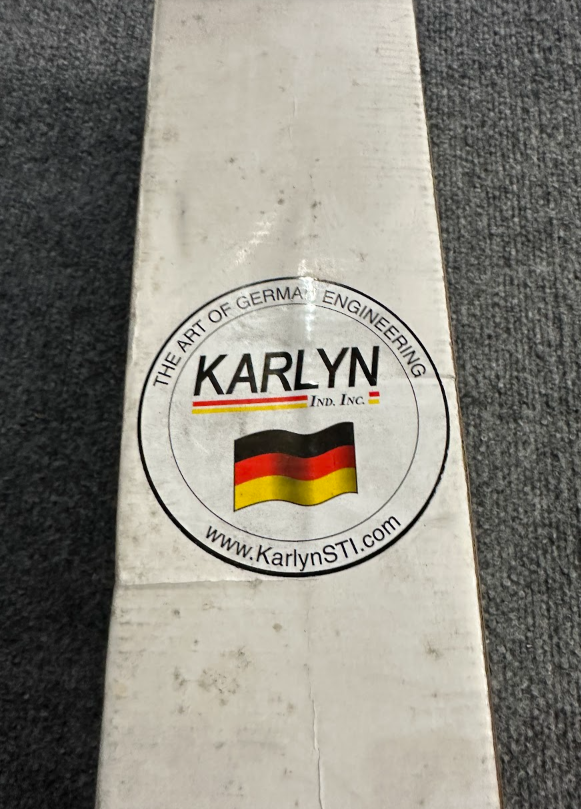 THE ART OF GERMAN ENGINEERING
KARLYN
IND. INC.
www.KarlynSTI.com